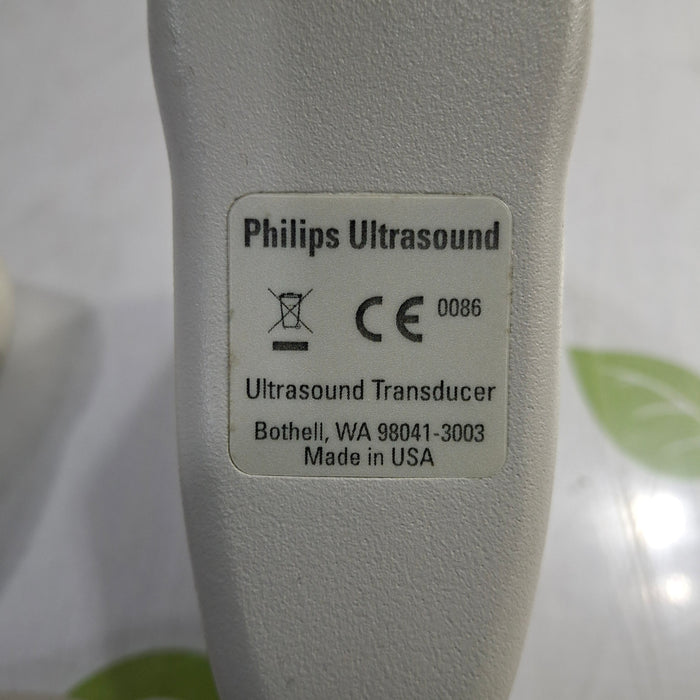 Philips Ultrasound
CE 0086
Ultrasound Transducer
Bothell, WA 98041-3003
Made in USA